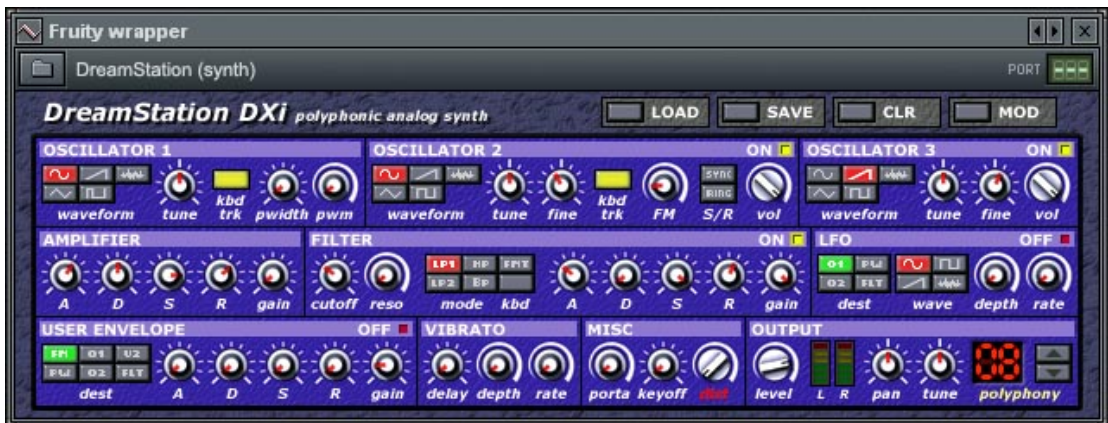 Fruity wrapper
DreamStation (synth)
PORT
DreamStation DXi polyphonic analog synth
LOAD SAVE CLR MOD
OSCILLATOR 1
waveform tune kbd trk pwidth pwm
OSCILLATOR 2 ON
SYNC
RING
waveform tune fine kbd trk FM S/R vol
OSCILLATOR 3 ON
waveform tune fine vol
AMPLIFIER
A D S R gain
FILTER ON
LP1 HP FMT
LP2 BP
cutoff reso mode kbd A D S R gain
LFO OFF
O1 PW
O2 FLT
dest wave depth rate
USER ENVELOPE OFF
FM O1 V2
PW O2 FLT
dest A D S R gain
VIBRATO
delay depth rate
MISC
porta keyoff dist
OUTPUT
08
level L R pan tune polyphony